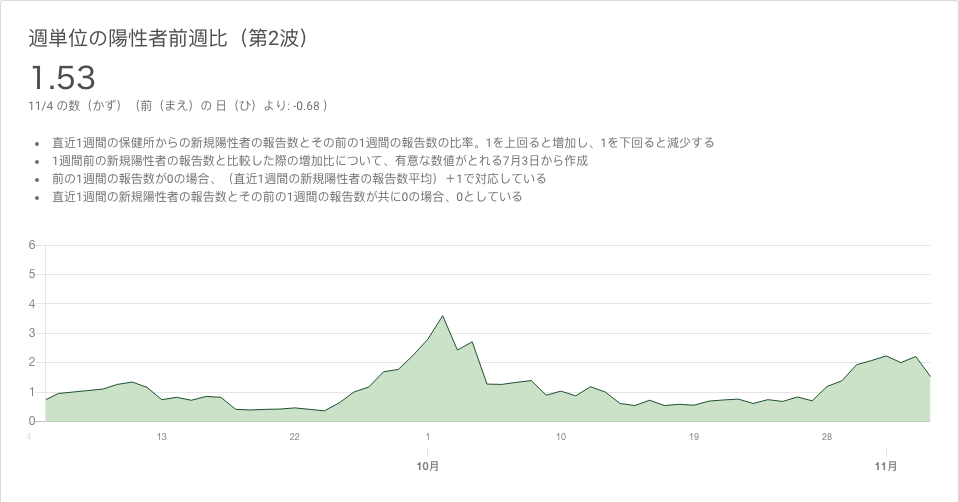 週単位の陽性者前週比（第2波）
1.53
11/4 の数（かず）（前（まえ）の 日（ひ）より: -0.68 ）
• 直近1週間の保健所からの新規陽性者の報告数とその前の1週間の報告数の比率。1を上回ると増加し、1を下回ると減少する
• 1週間前の新規陽性者の報告数と比較した際の増加比について、有意な数値がとれる7月3日から作成
• 前の1週間の報告数が0の場合、（直近1週間の新規陽性者の報告数平均）＋1で対応している
• 直近1週間の新規陽性者の報告数とその前の1週間の報告数が共に0の場合、0としている
6
5
4
3
2
1
0
4 13 22 1 10 19 28
10月 11月